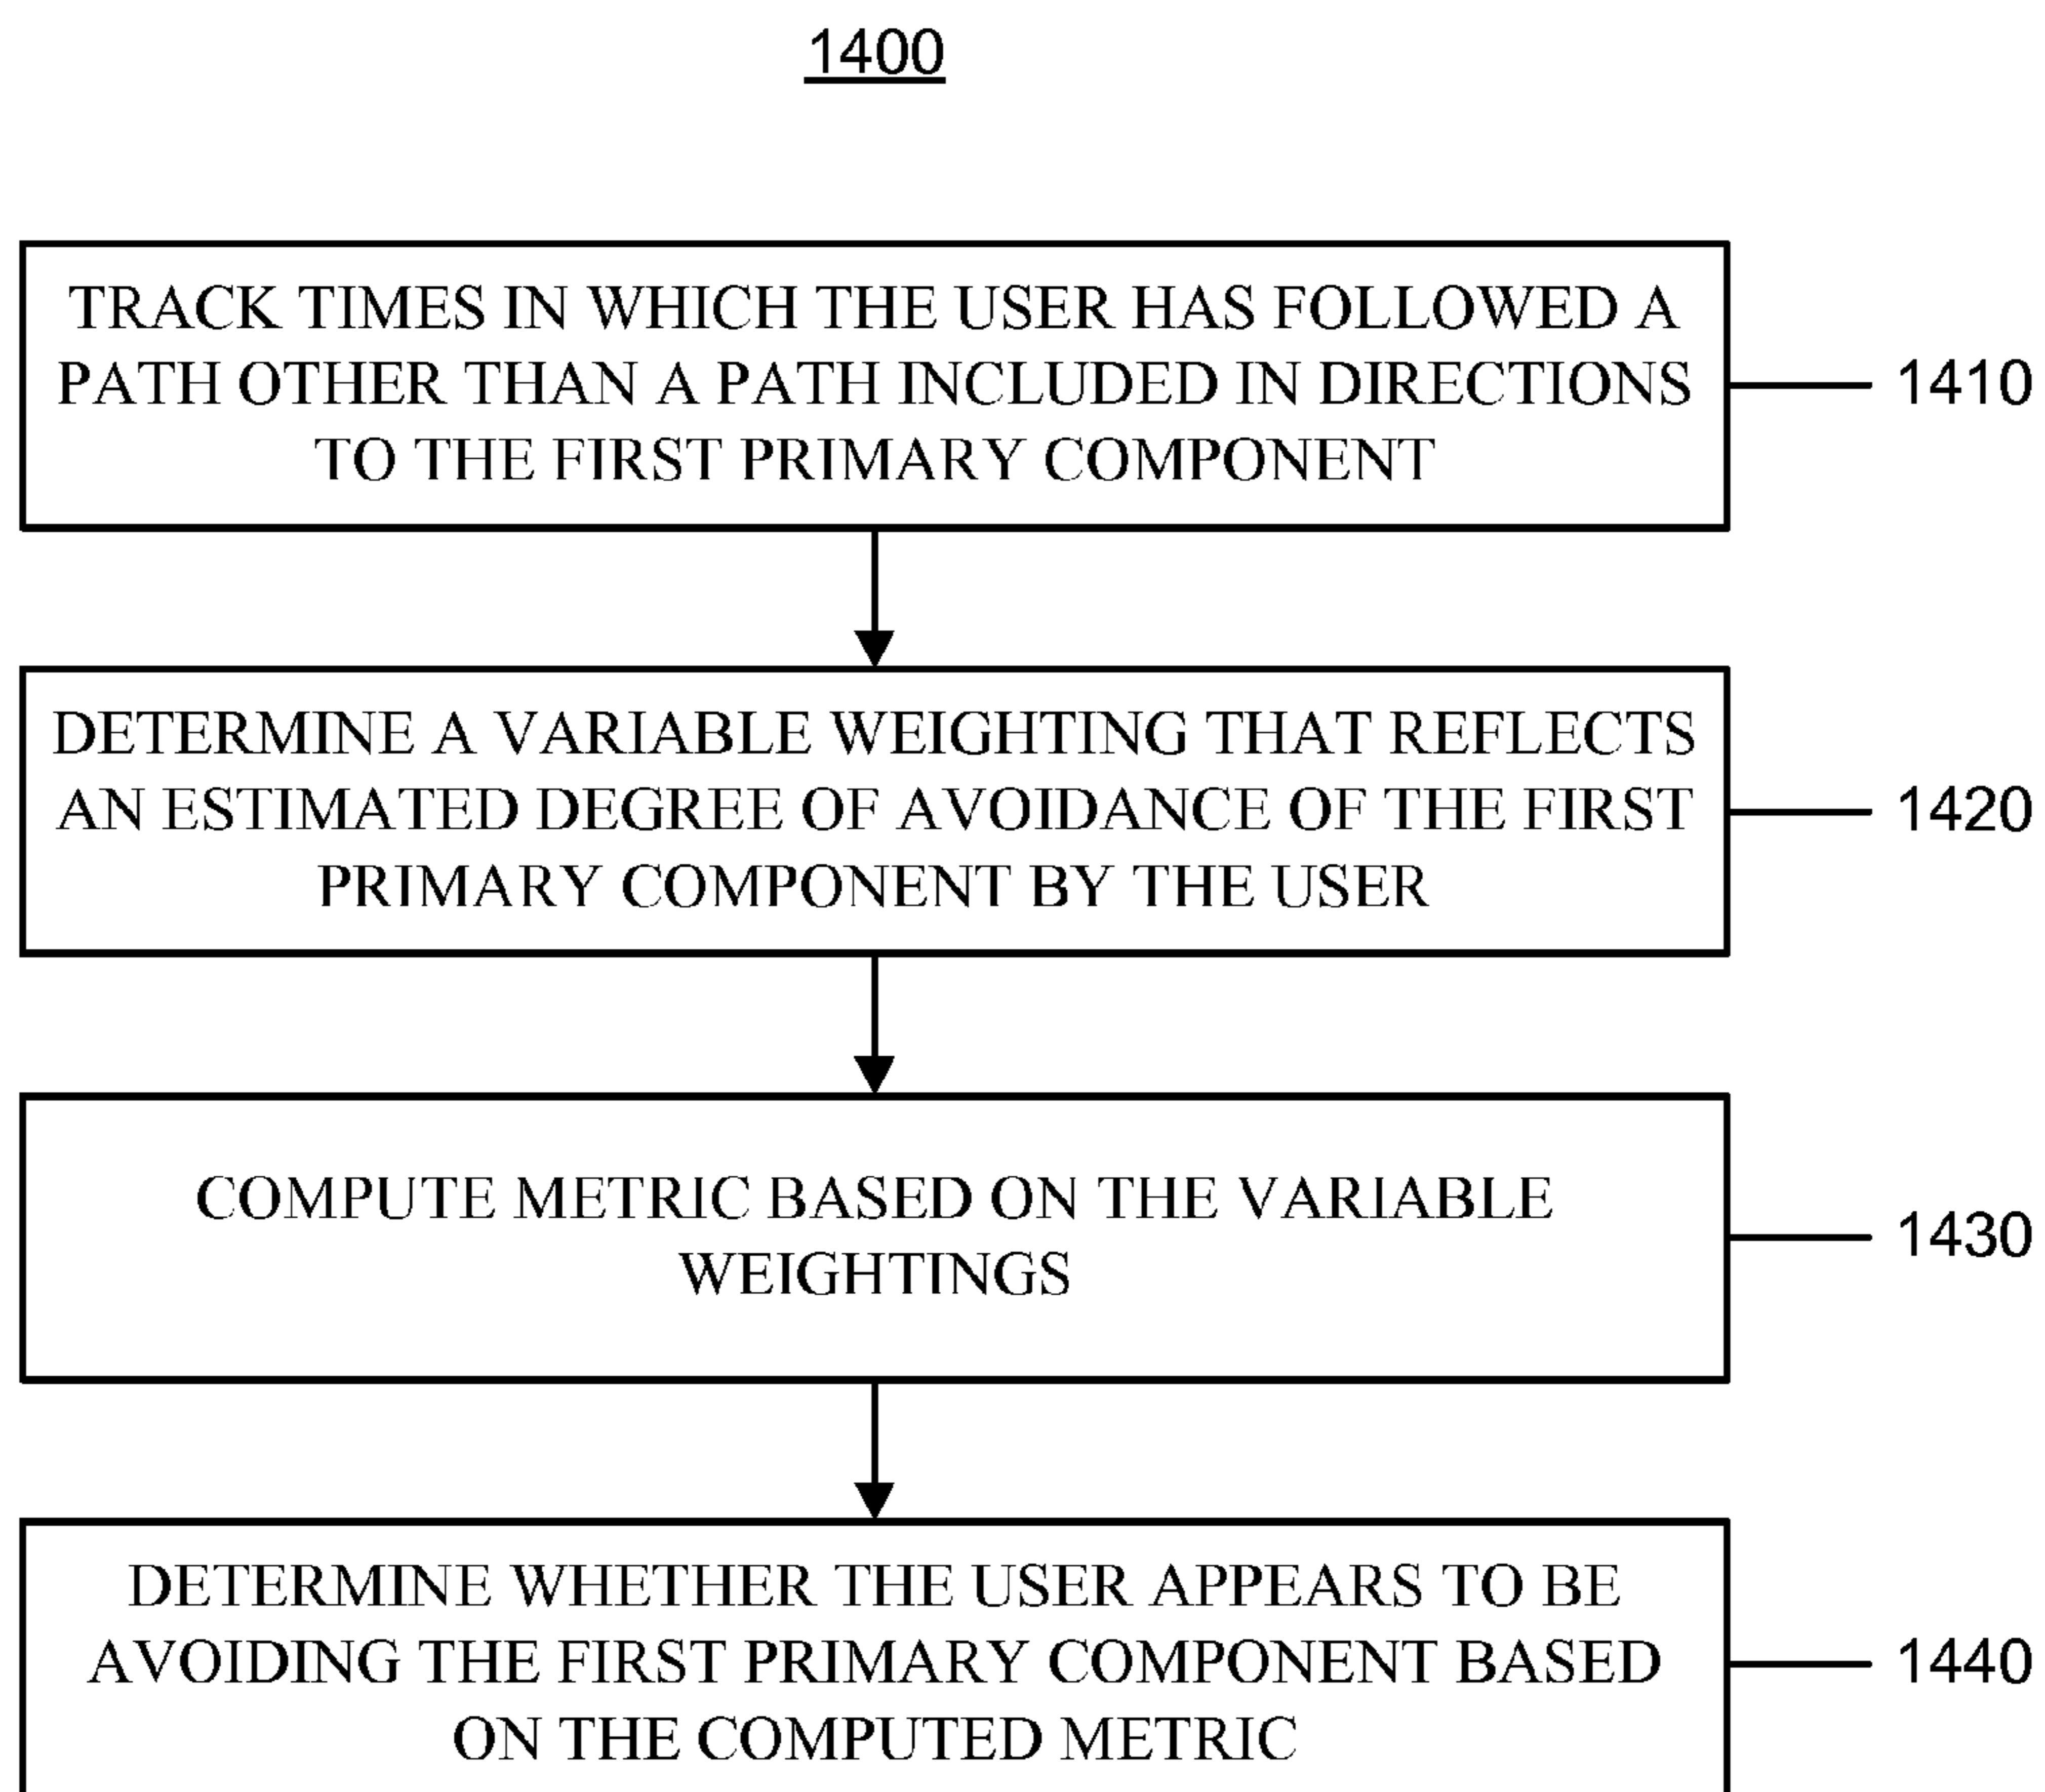 1400
TRACK TIMES IN WHICH THE USER HAS FOLLOWED A
PATH OTHER THAN A PATH INCLUDED IN DIRECTIONS
TO THE FIRST PRIMARY COMPONENT
1410
DETERMINE A VARIABLE WEIGHTING THAT REFLECTS
AN ESTIMATED DEGREE OF AVOIDANCE OF THE FIRST
PRIMARY COMPONENT BY THE USER
1420
COMPUTE METRIC BASED ON THE VARIABLE
WEIGHTINGS
1430
DETERMINE WHETHER THE USER APPEARS TO BE
AVOIDING THE FIRST PRIMARY COMPONENT BASED
ON THE COMPUTED METRIC
1440